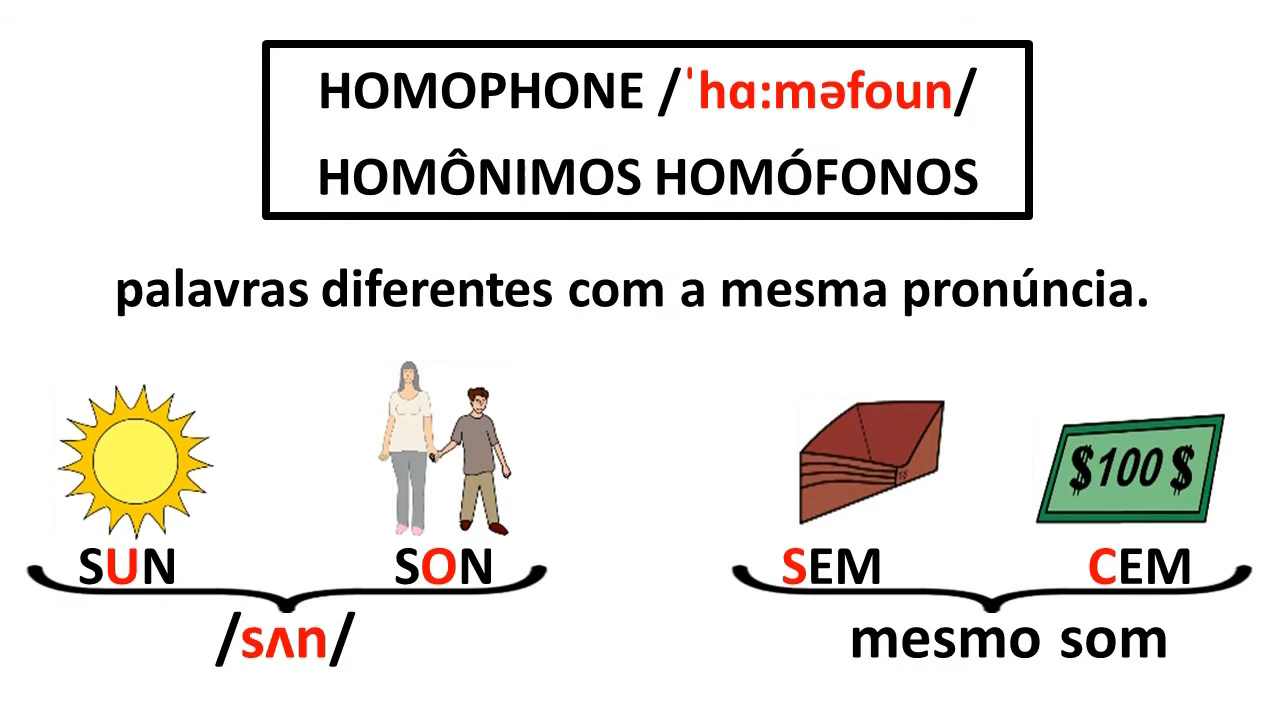 HOMOPHONE /ˈhɑ:məfoun/
HOMÔNIMOS HOMÓFONOS
palavras diferentes com a mesma pronúncia.
$100$
SUN SON SEM CEM
/sʌn/ mesmo som